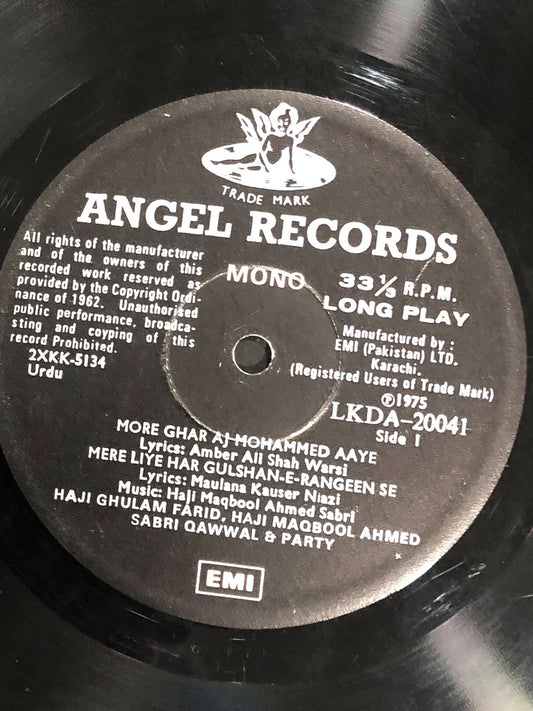 TRADE MARK
ANGEL RECORDS
All rights of the manufacturer
and of the owners of this
recorded work reserved as
provided by the Copyright Ordi-
nance of 1962. Unauthorised
public performance, broadca-
sting and coyping of this
record Prohibited.
2XKK-5134
Urdu
MONO
33⅓ R.P.M.
LONG PLAY
Manufactured by :
EMI (Pakistan) LTD.
Karachi.
(Registered Users of Trade Mark)
Ⓟ1975
LKDA-20041
Side 1
MORE GHAR AJ MOHAMMED AAYE
Lyrics: Amber Ali Shah Warsi
MERE LIYE HAR GULSHAN-E-RANGEEN SE
Lyrics: Maulana Kauser Niazi
Music: Haji Maqbool Ahmed Sabri
HAJI GHULAM FARID, HAJI MAQBOOL AHMED
SABRI QAWWAL & PARTY
EMI